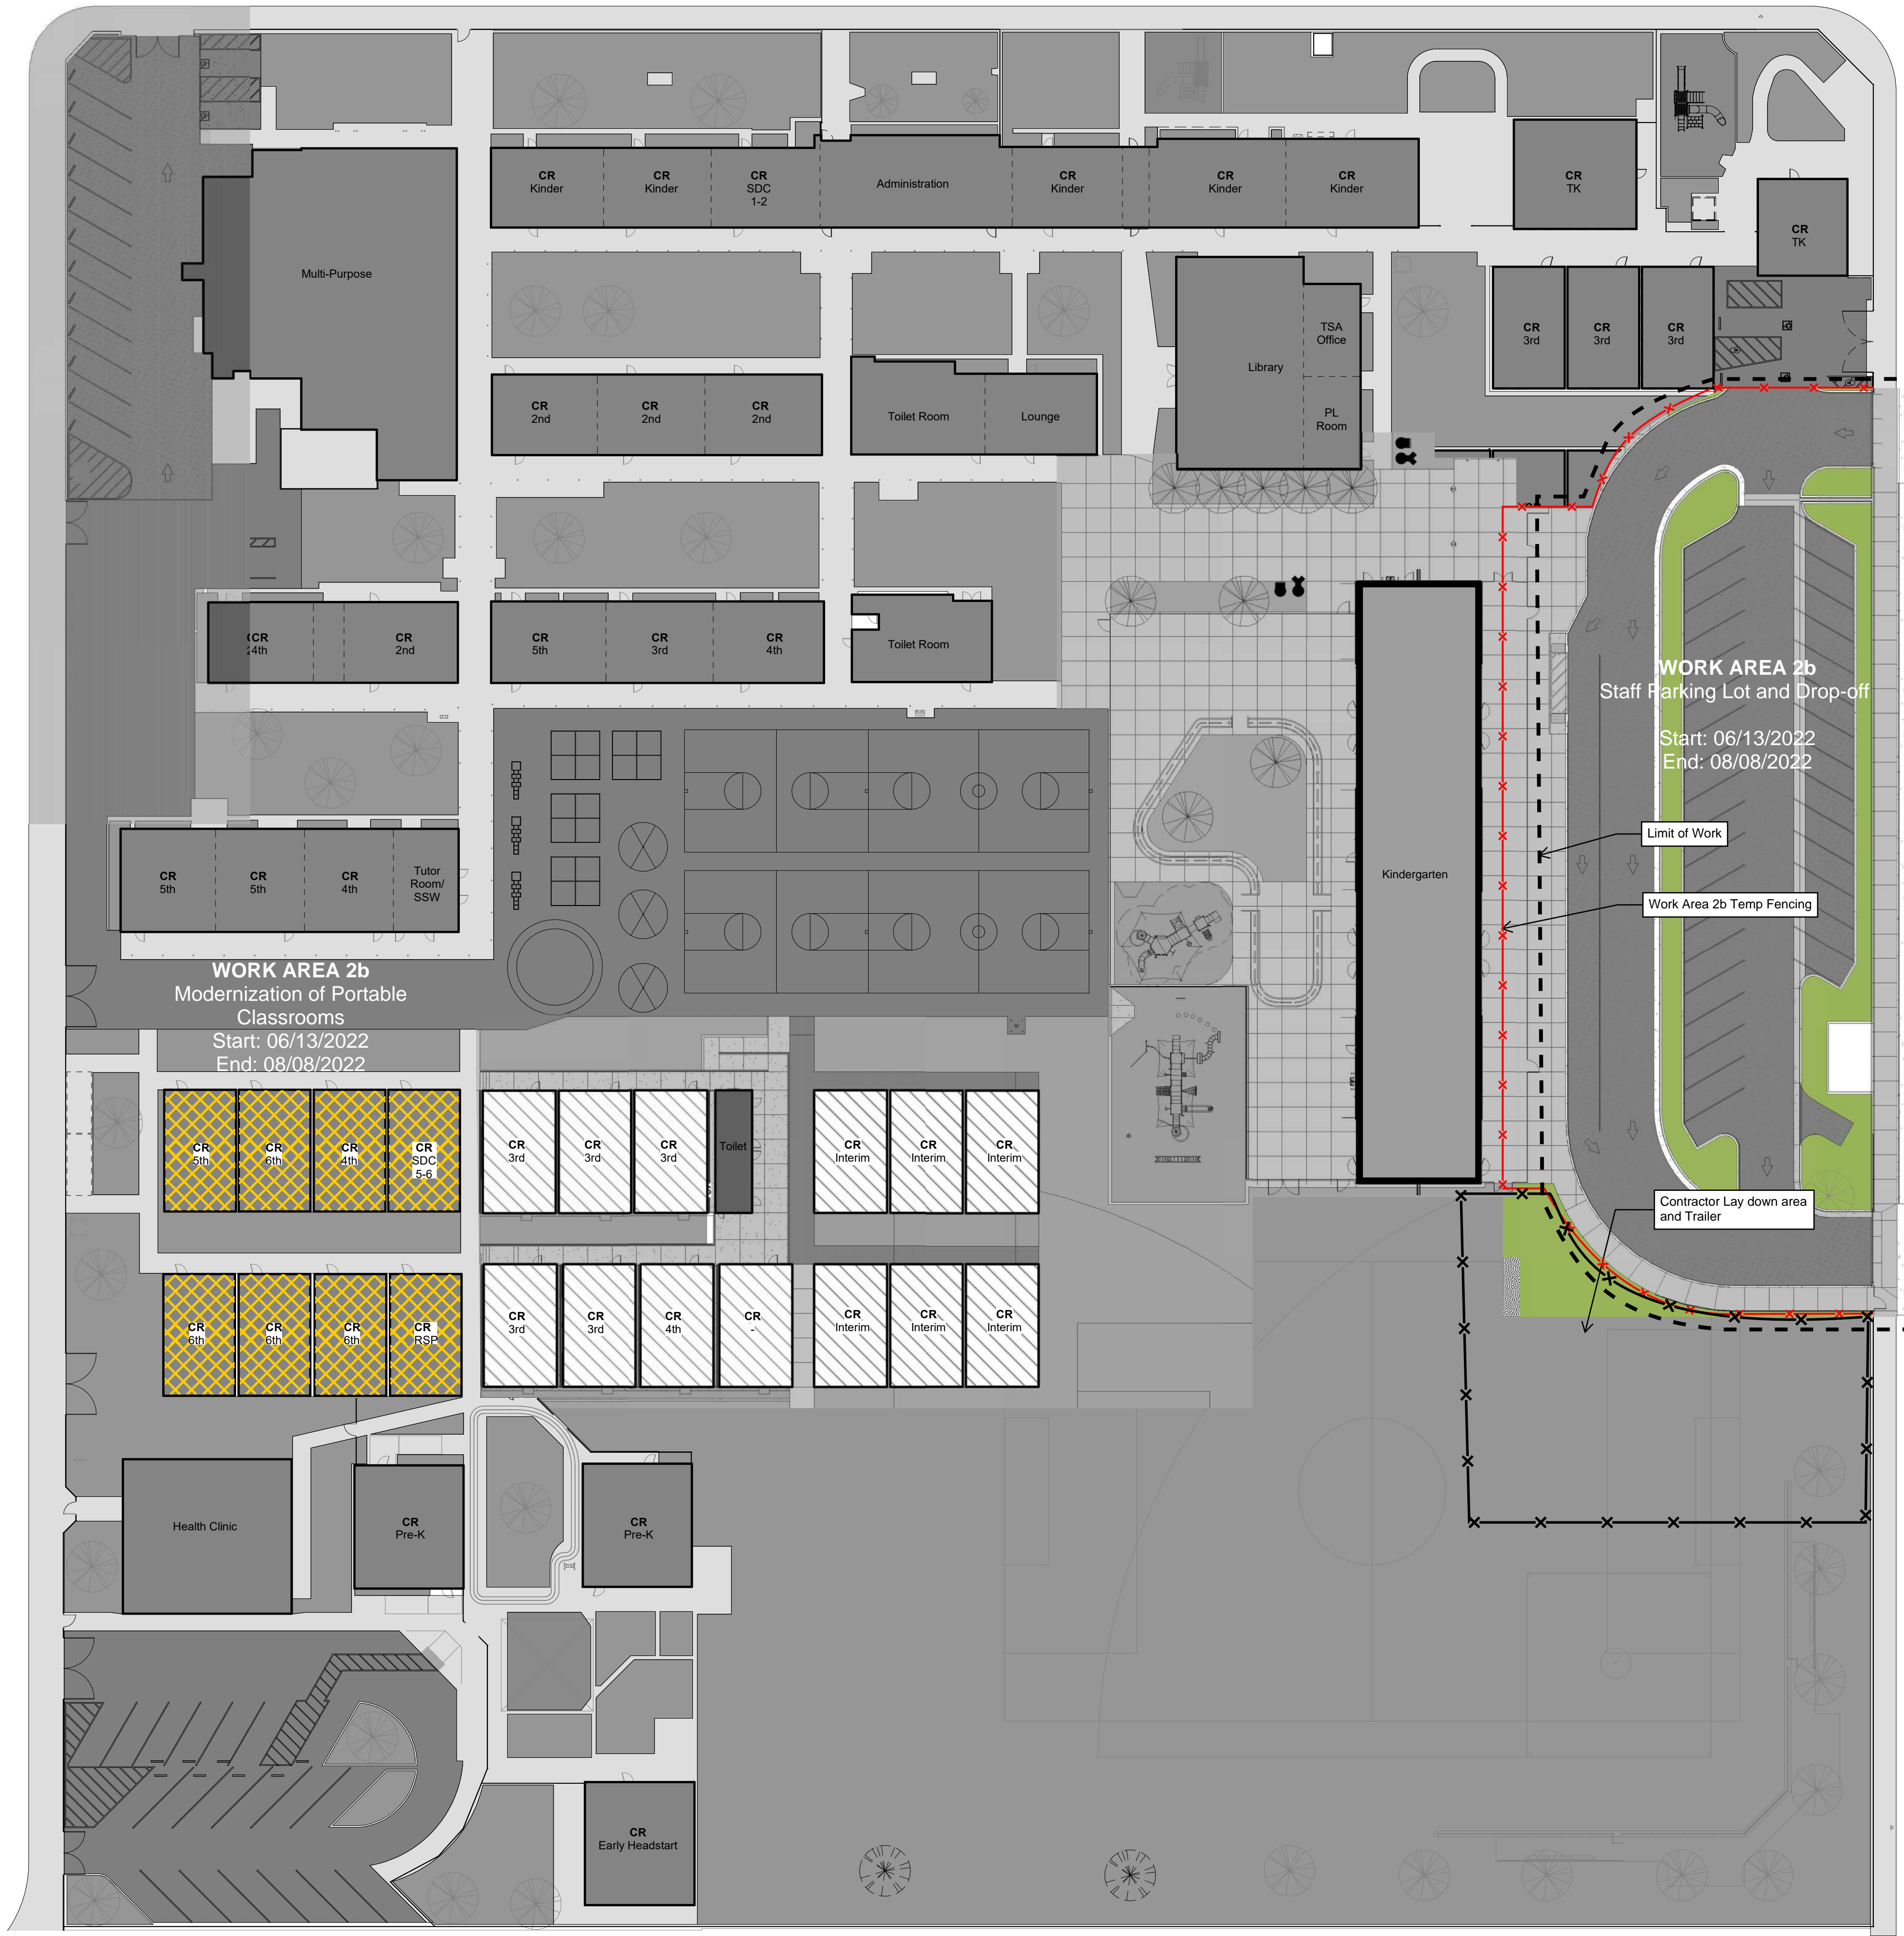 CR
Kinder
CR
Kinder
CR
SDC
1-2
Administration
CR
Kinder
CR
Kinder
CR
Kinder
CR
TK
CR
TK
Multi-Purpose
CR
3rd
CR
3rd
CR
3rd
Library
TSA
Office
PL
Room
CR
2nd
CR
2nd
CR
2nd
Toilet Room
Lounge
CR
4th
CR
2nd
CR
5th
CR
3rd
CR
4th
Toilet Room
WORK AREA 2b
Staff Parking Lot and Drop-off
Start: 06/13/2022
End: 08/08/2022
Limit of Work
Work Area 2b Temp Fencing
Kindergarten
CR
5th
CR
5th
CR
4th
Tutor
Room/
SSW
WORK AREA 2b
Modernization of Portable
Classrooms
Start: 06/13/2022
End: 08/08/2022
CR
5th
CR
6th
CR
4th
CR
SDC
5-6
CR
3rd
CR
3rd
CR
3rd
Toilet
CR
Interim
CR
Interim
CR
Interim
Contractor Lay down area
and Trailer
CR
6th
CR
6th
CR
6th
CR
RSP
CR
3rd
CR
3rd
CR
4th
CR
-
CR
Interim
CR
Interim
CR
Interim
Health Clinic
CR
Pre-K
CR
Pre-K
CR
Early Headstart